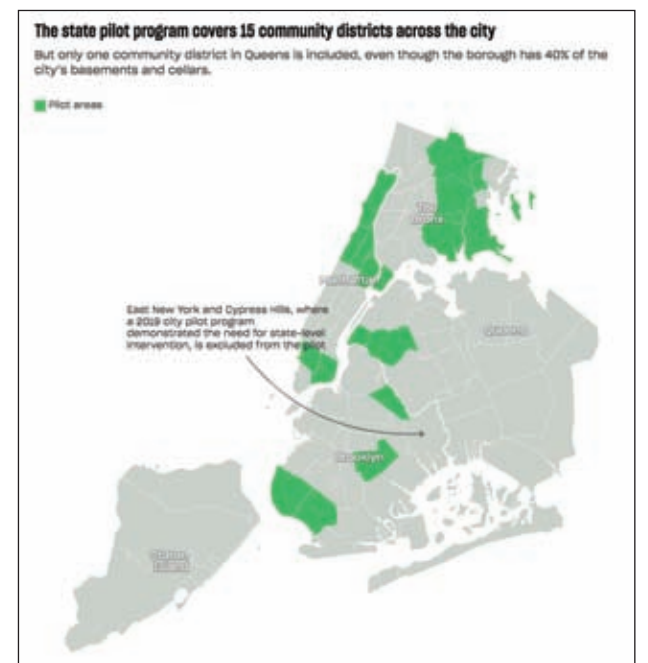 The state pilot program covers 15 community districts across the city
But only one community district in Queens is included, even though the borough has 40% of the
city's basements and cellars.
Pilot areas
The
Bronx
Manhattan
East New York and Cypress Hills, where
a 2019 city pilot program
demonstrated the need for state-level
intervention, is excluded from the pilot
Queens
Brooklyn
Staten
Island